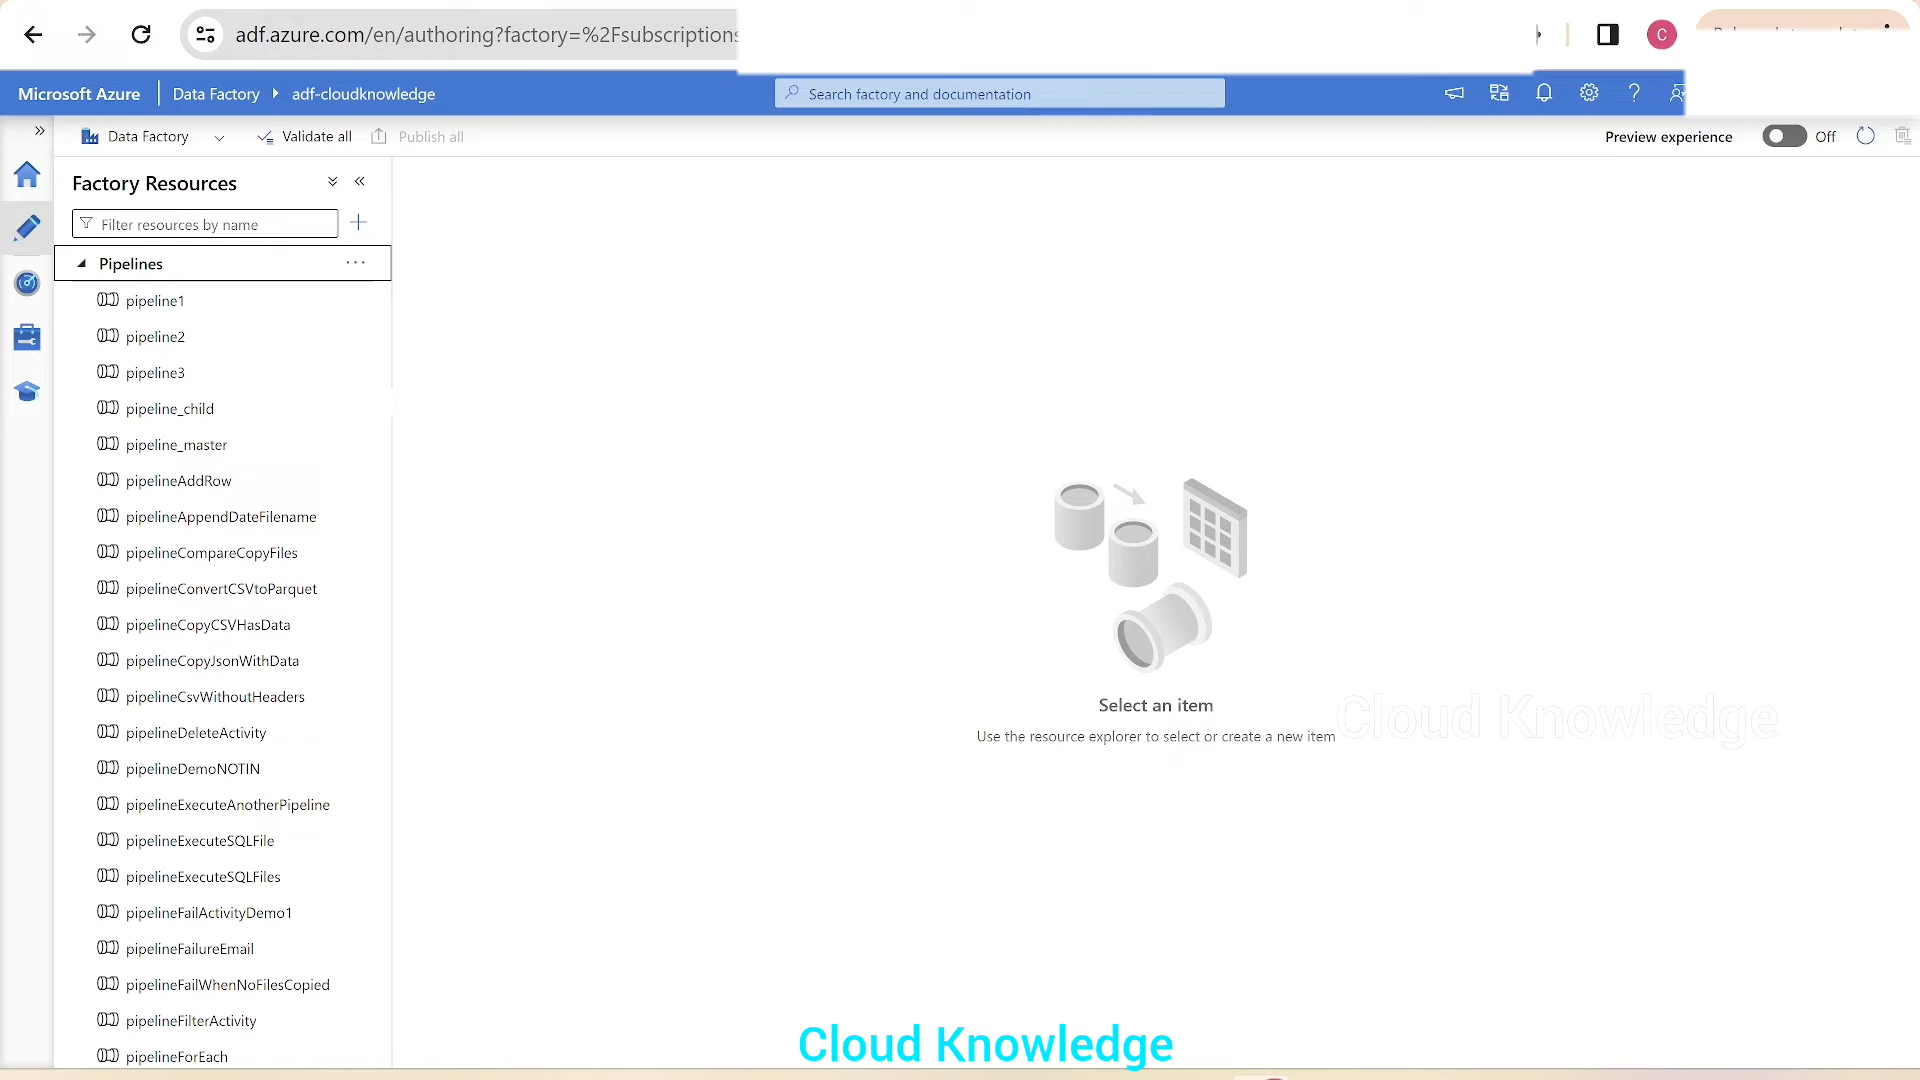 adf.azure.com/en/authoring?factory=%2Fsubscriptions
C
Microsoft Azure
Data Factory
adf-cloudknowledge
Search factory and documentation
Data Factory
Validate all
Publish all
Preview experience
Off
Factory Resources
Filter resources by name
Pipelines
pipeline1
pipeline2
pipeline3
pipeline_child
pipeline_master
pipelineAddRow
pipelineAppendDateFilename
pipelineCompareCopyFiles
pipelineConvertCSVtoParquet
pipelineCopyCSVHasData
pipelineCopyJsonWithData
pipelineCsvWithoutHeaders
pipelineDeleteActivity
pipelineDemoNOTIN
pipelineExecuteAnotherPipeline
pipelineExecuteSQLFile
pipelineExecuteSQLFiles
pipelineFailActivityDemo1
pipelineFailureEmail
pipelineFailWhenNoFilesCopied
pipelineFilterActivity
pipelineForEach
Select an item
Use the resource explorer to select or create a new item
Cloud Knowledge
Cloud Knowledge